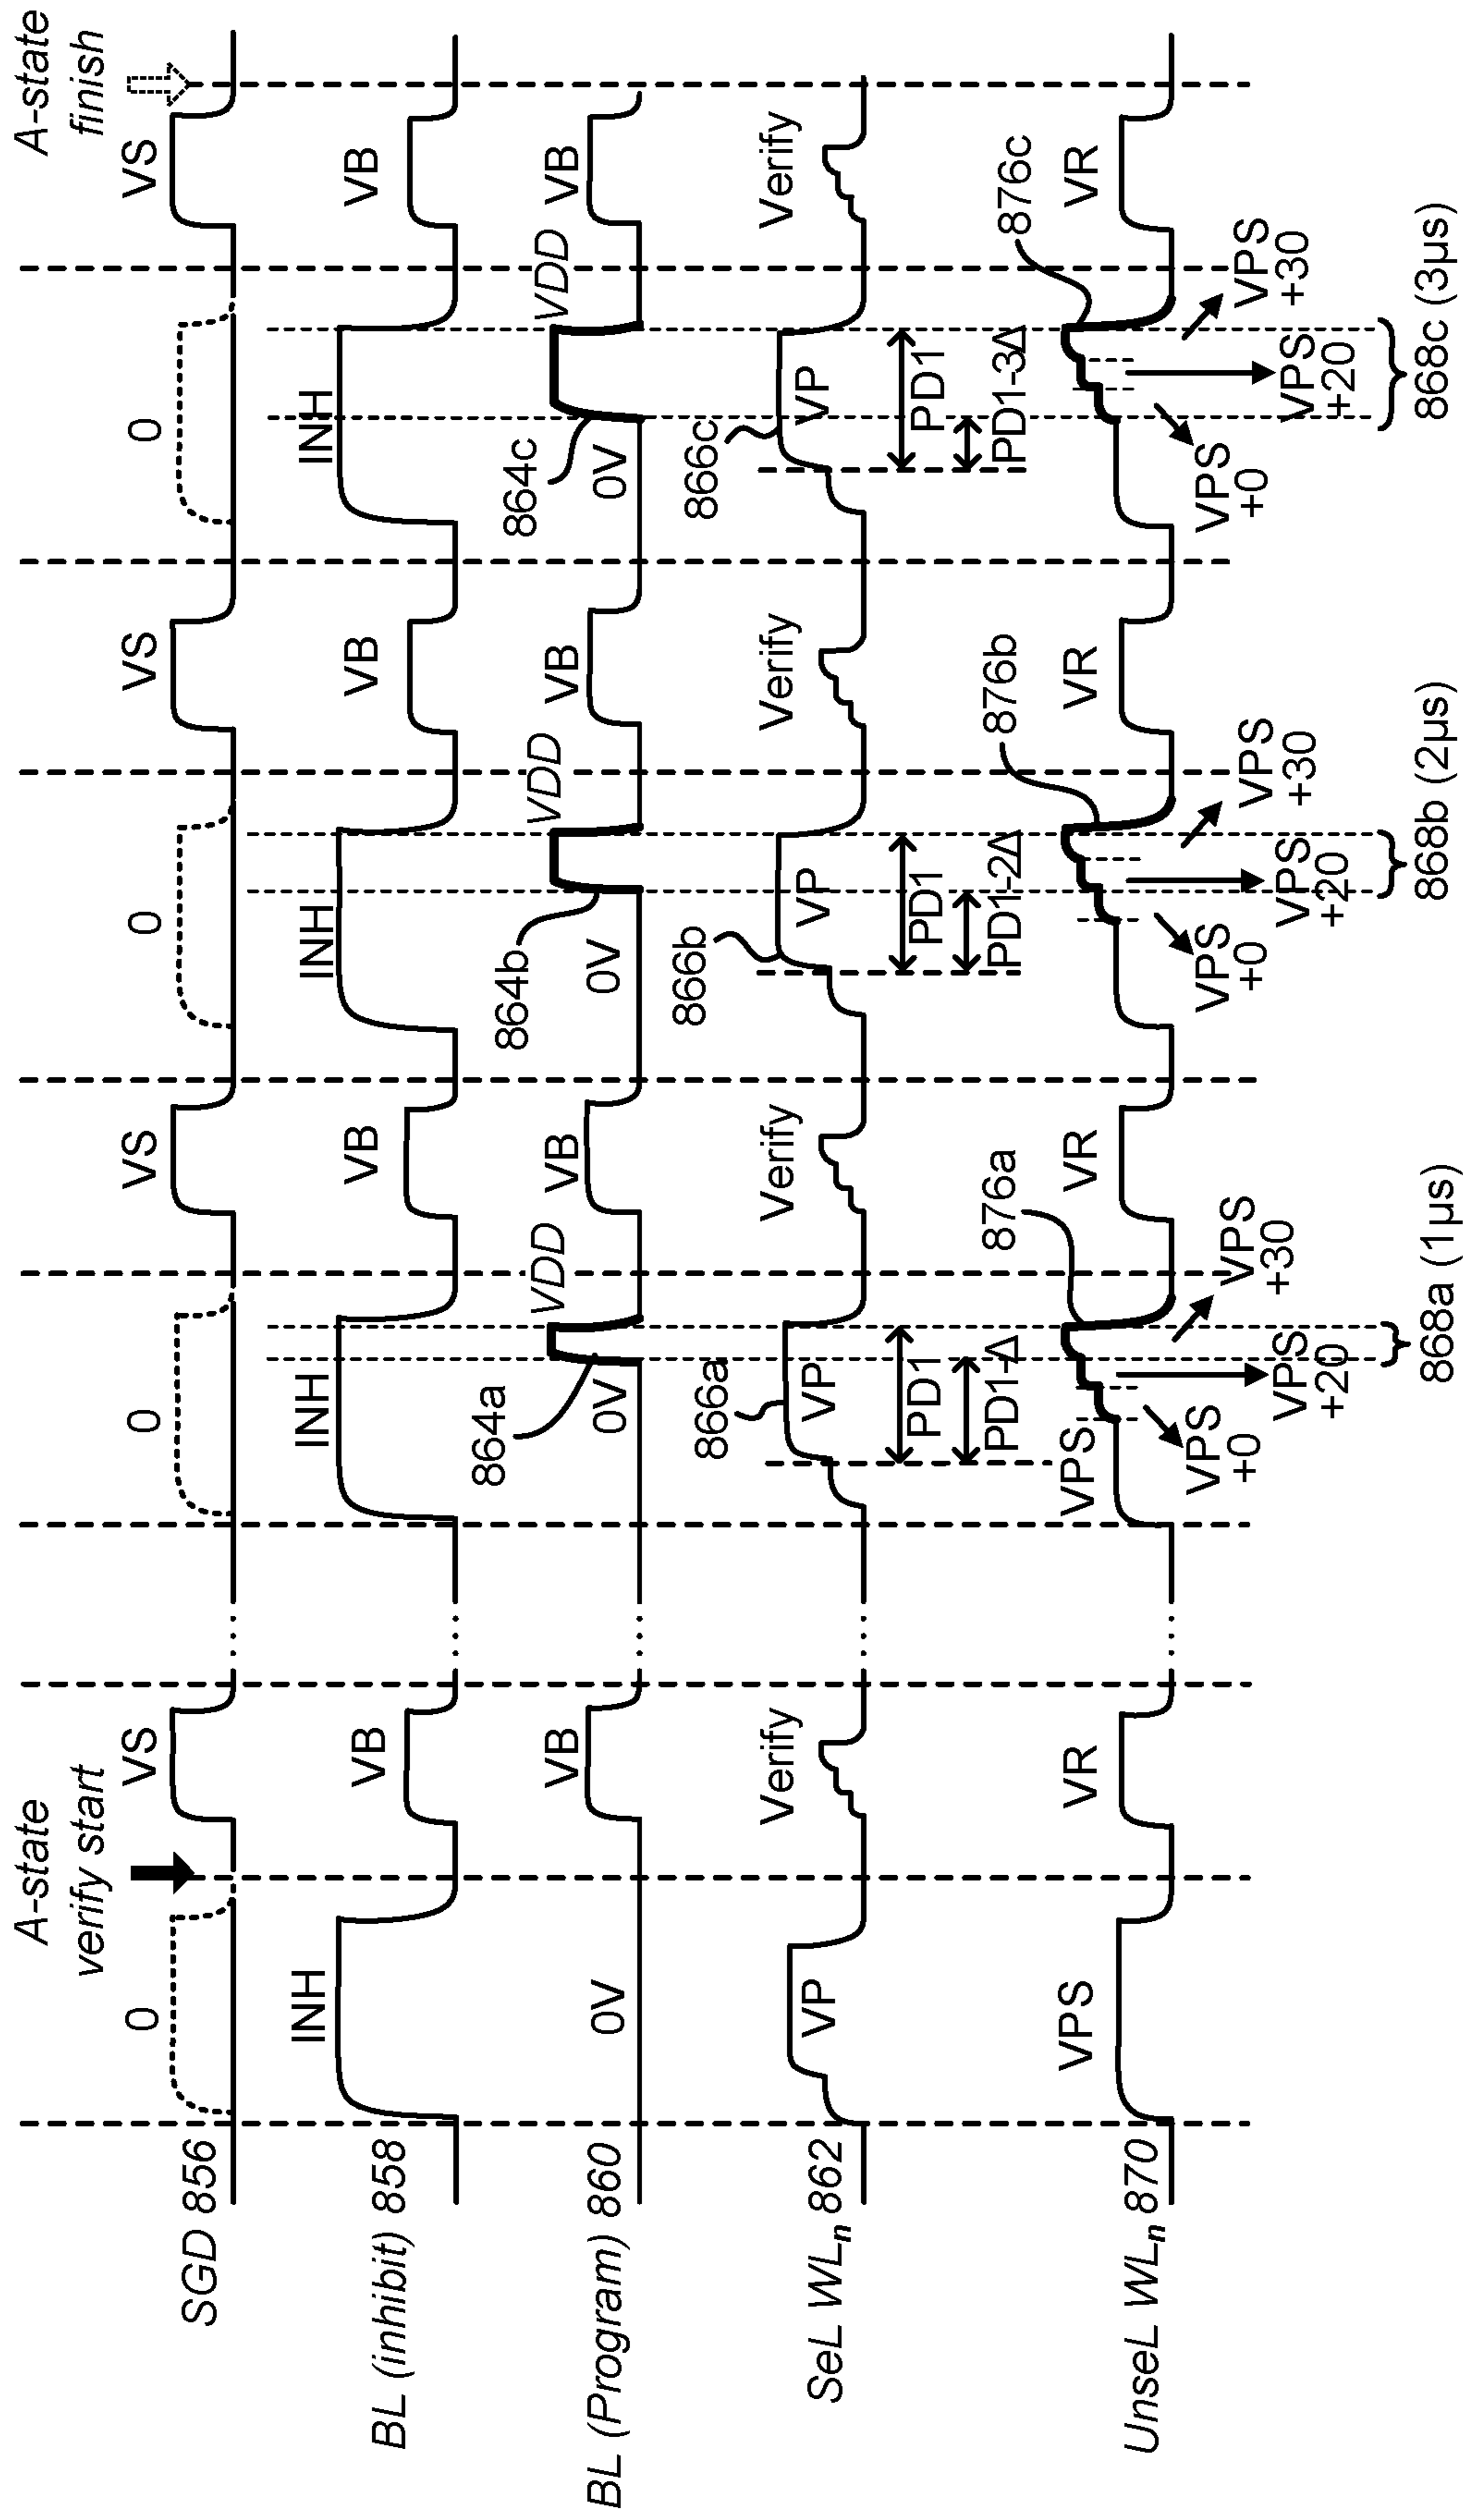 A-state
verify start
A-state
finish
SGD 856
0
VS
0
VS
0
VS
0
VS
BL (inhibit) 858
INH
VB
INH
VB
INH
VB
INH
VB
BL (Program) 860
0V
VB
864a
0V
VDD
VB
864b
0V
VDD
VB
864c
0V
VDD
VB
SeL WLn 862
VP
Verify
866a
VP
Verify
866b
VP
Verify
866c
VP
Verify
PD1
PD1-Δ
PD1
PD1-2Δ
PD1
PD1-3Δ
UnseL WLn 870
VPS
VR
VPS
876a
VR
876b
VR
876c
VR
VPS
+0
VPS
+20
VPS
+30
VPS
+0
VPS
+20
VPS
+30
VPS
+0
VPS
+20
VPS
+30
868a (1μs)
868b (2μs)
868c (3μs)